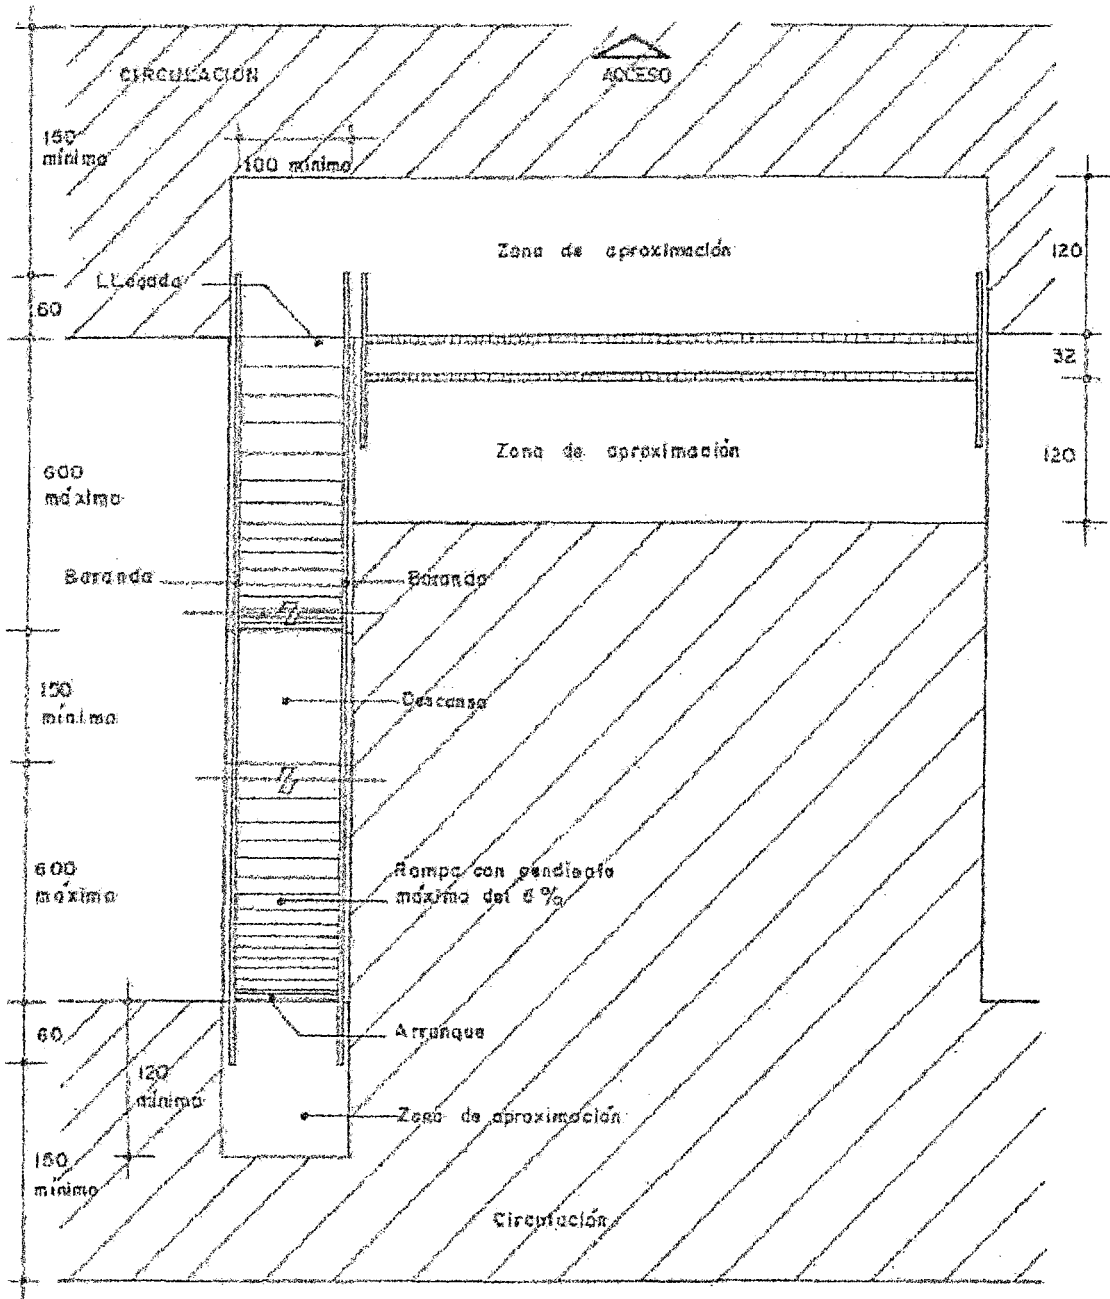 CIRCULACIÓN
ACCESO
150
mínimo
100 mínimo
Zona de aproximación
120
LLegada
60
32
Zona de aproximación
120
600
máximo
Baranda
Baranda
150
mínimo
Descanso
600
máximo
Rampa con pendiente
máximo del 6 %
Arranque
60
120
mínimo
Zona de aproximación
150
mínimo
Circulación